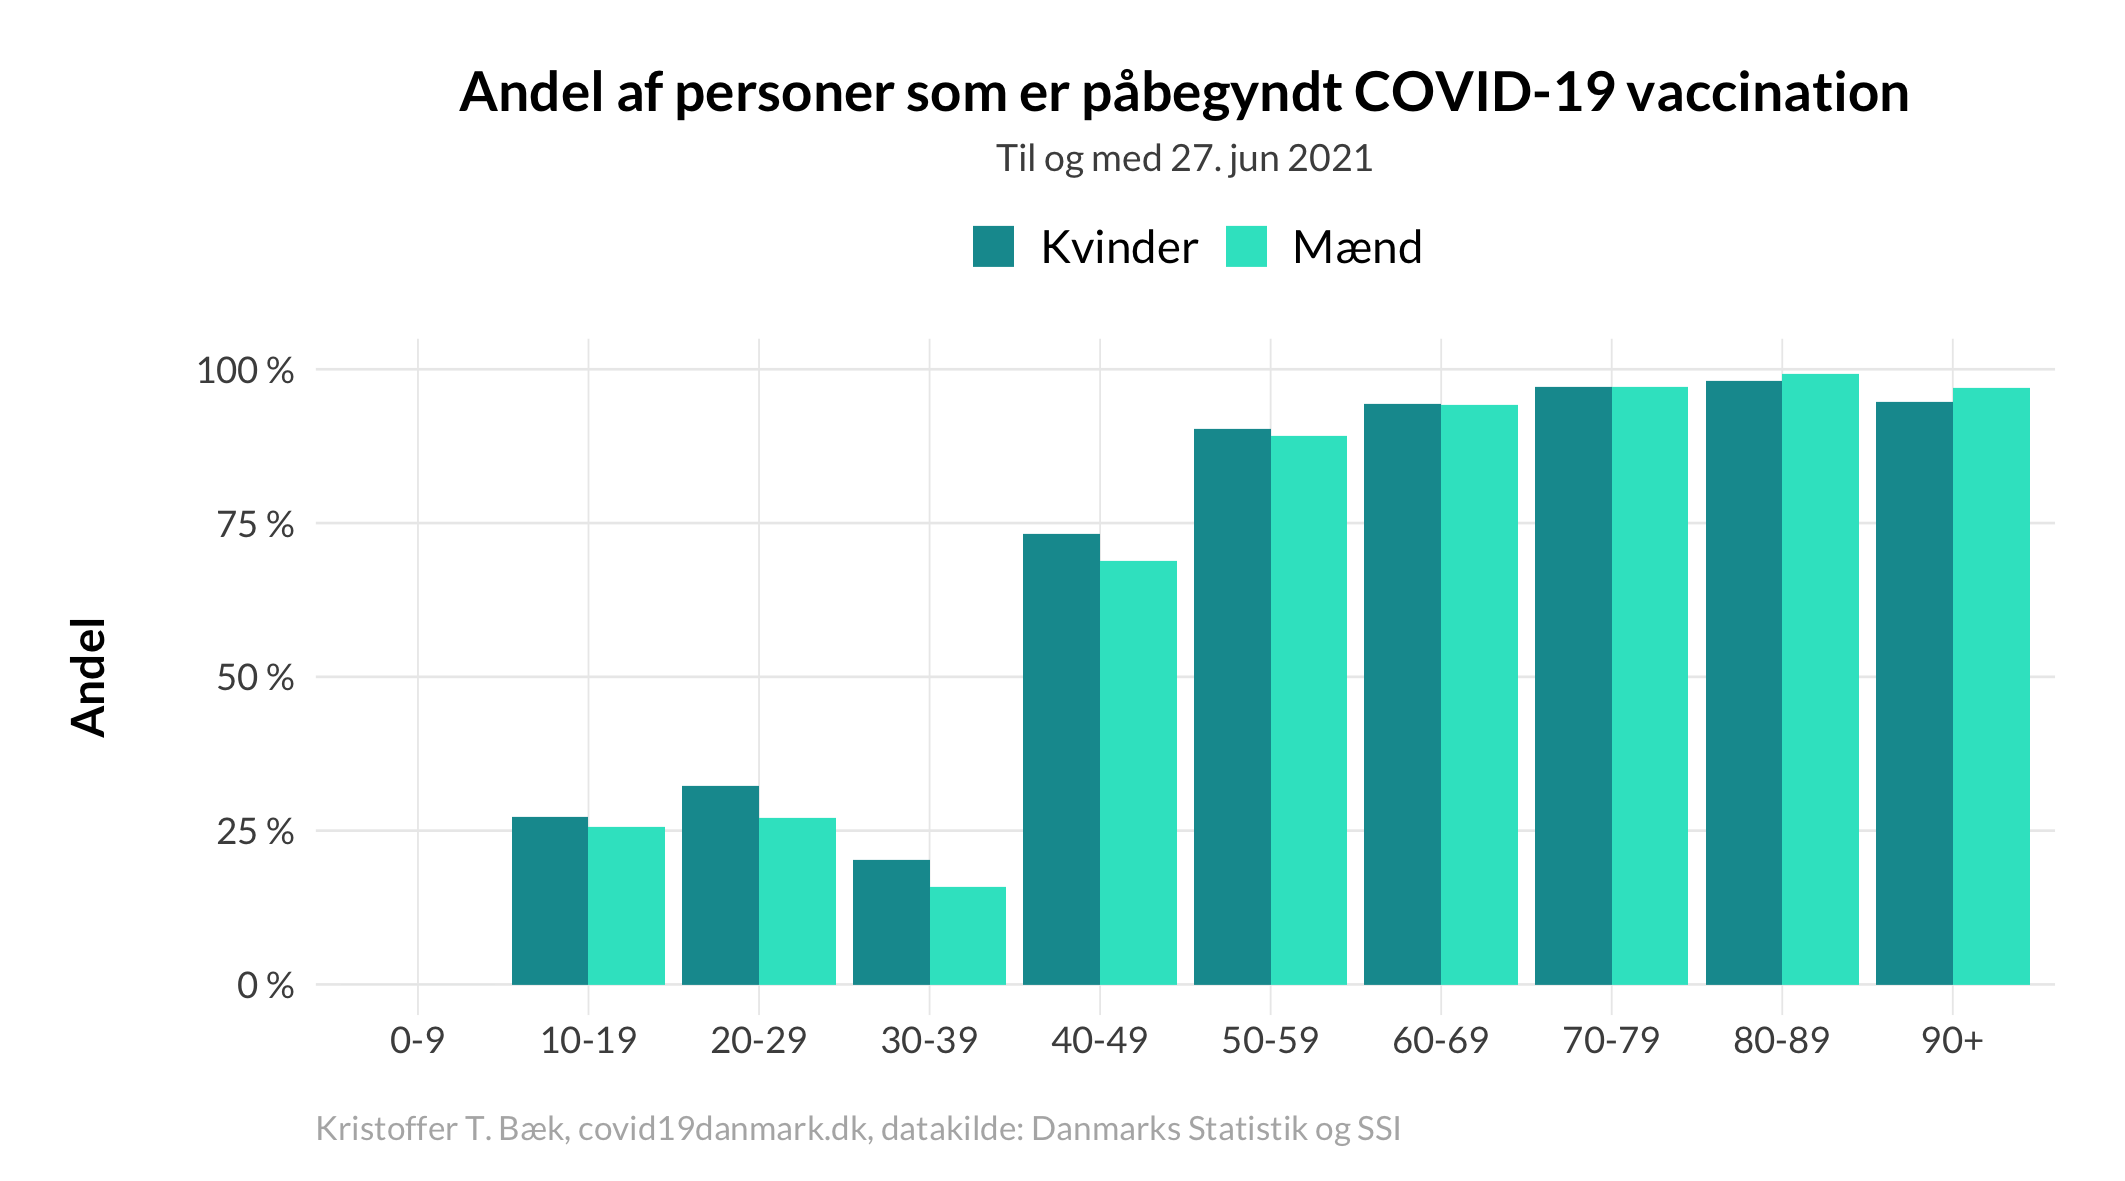 Andel af personer som er påbegyndt COVID-19 vaccination
Til og med 27. jun 2021
Kvinder Mænd
100 %
75 %
50 %
25 %
0 %
Andel
0-9 10-19 20-29 30-39 40-49 50-59 60-69 70-79 80-89 90+
Kristoffer T. Bæk, covid19danmark.dk, datakilde: Danmarks Statistik og SSI